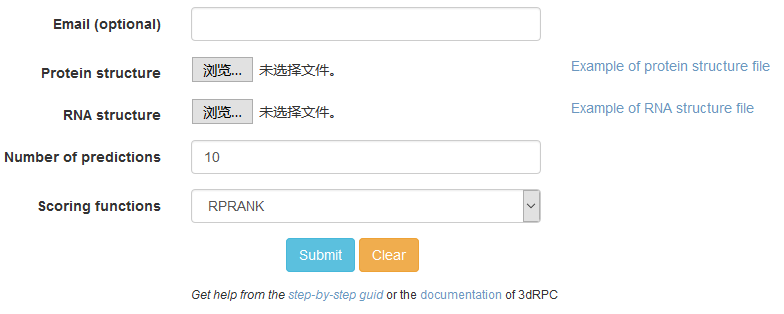 Email (optional)
Protein structure 浏览... 未选择文件。 Example of protein structure file
RNA structure 浏览... 未选择文件。 Example of RNA structure file
Number of predictions 10
Scoring functions RPRANK
Submit Clear
Get help from the step-by-step guid or the documentation of 3dRPC